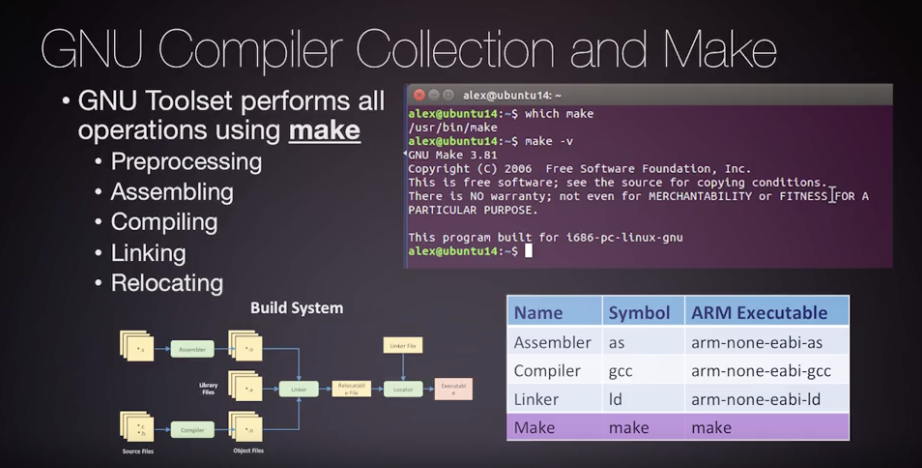 GNU Compiler Collection and Make
• GNU Toolset performs all
operations using make
• Preprocessing
• Assembling
• Compiling
• Linking
• Relocating
alex@ubuntu14: ~
alex@ubuntu14:~$ which make
/usr/bin/make
alex@ubuntu14:~$ make -v
GNU Make 3.81
Copyright (C) 2006  Free Software Foundation, Inc.
This is free software; see the source for copying conditions.
There is NO warranty; not even for MERCHANTABILITY or FITNESS FOR A
PARTICULAR PURPOSE.
This program built for i686-pc-linux-gnu
alex@ubuntu14:~$
Build System
*.s
Assembler
*.o
Linker File
Library
Files
*.a
Linker
Relocatabl
e File
Locator
Executabl
e
*.c
*.h
Compiler
*.o
Source Files
Object Files
Name Symbol ARM Executable
Assembler as arm-none-eabi-as
Compiler gcc arm-none-eabi-gcc
Linker ld arm-none-eabi-ld
Make make make